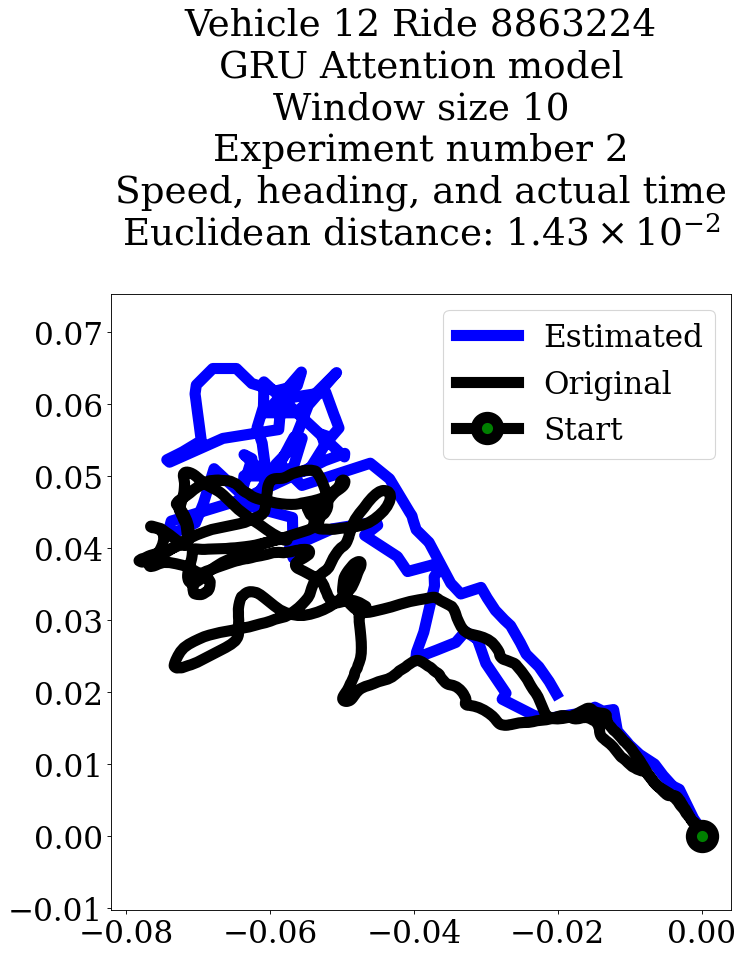 Vehicle 12 Ride 8863224
GRU Attention model
Window size 10
Experiment number 2
Speed, heading, and actual time
Euclidean distance: $1.43 \times 10^{-2}$
Estimated
Original
Start
0.07
0.06
0.05
0.04
0.03
0.02
0.01
0.00
−0.01
−0.08 −0.06 −0.04 −0.02 0.00